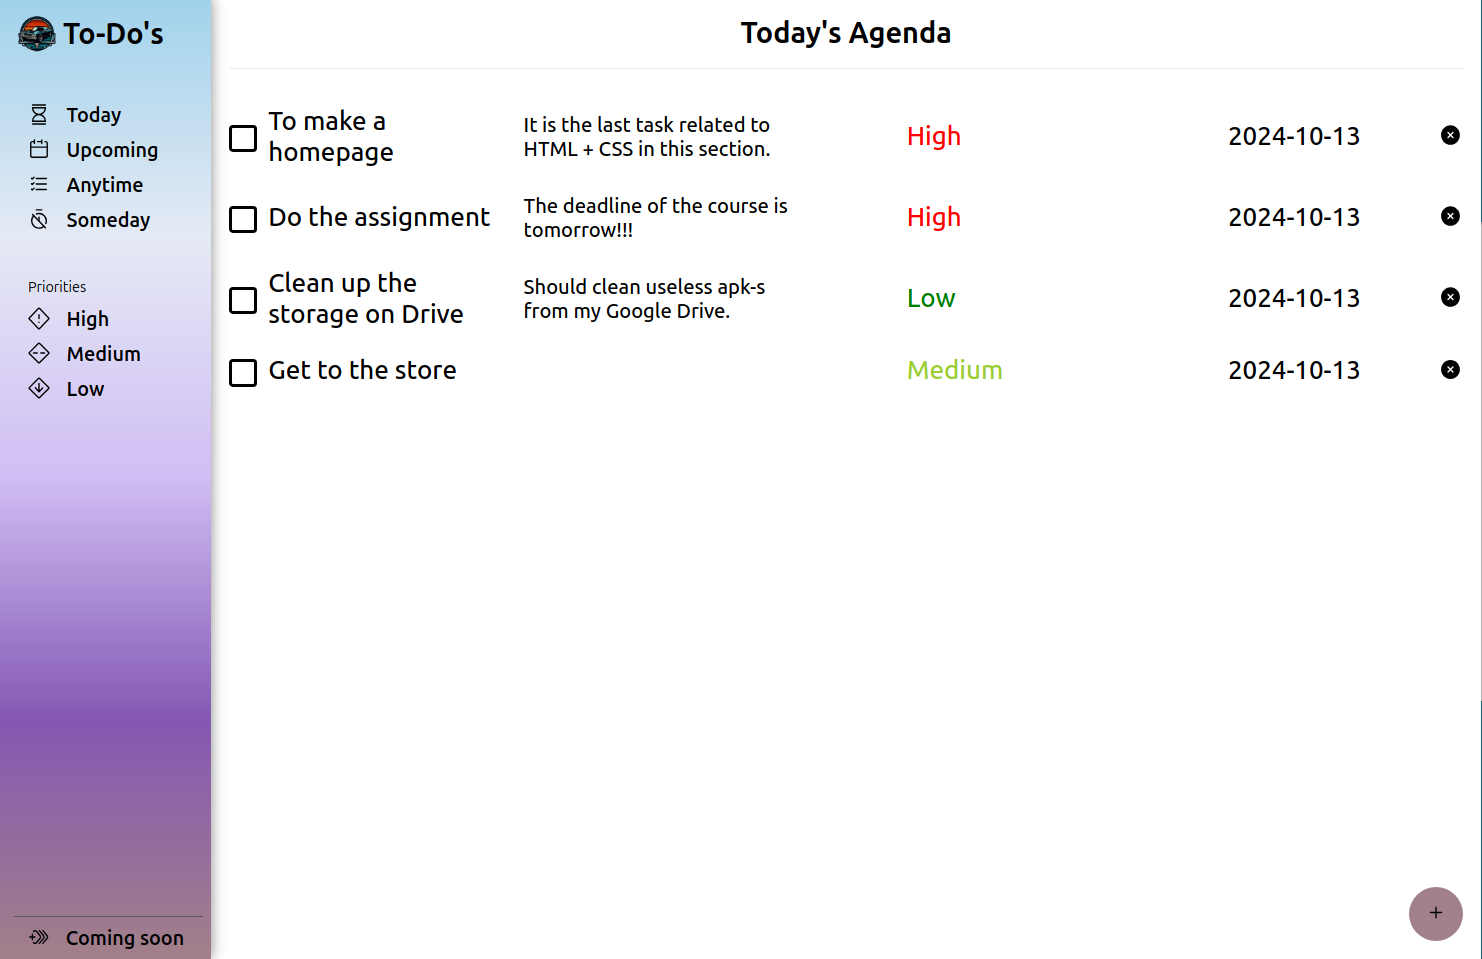 To-Do's
Today
Upcoming
Anytime
Someday
Priorities
High
Medium
Low
Coming soon
Today's Agenda
To make a
homepage
It is the last task related to
HTML + CSS in this section.
High
2024-10-13
Do the assignment
The deadline of the course is
tomorrow!!!
High
2024-10-13
Clean up the
storage on Drive
Should clean useless apk-s
from my Google Drive.
Low
2024-10-13
Get to the store
Medium
2024-10-13